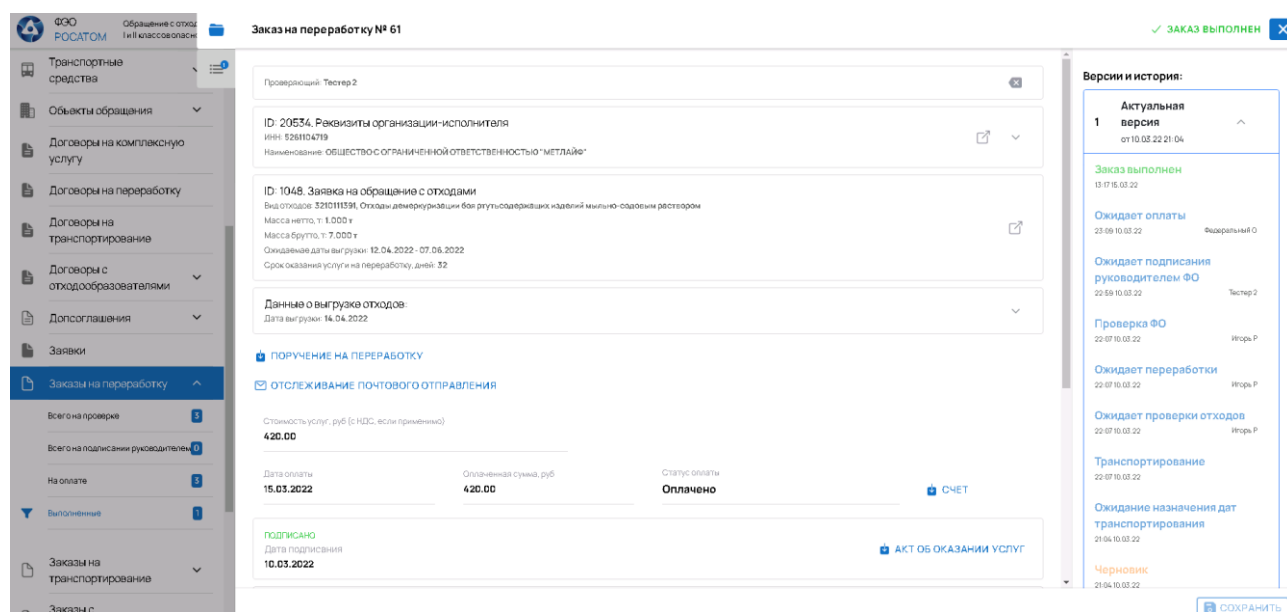 ФЭО
РОСАТОМ
Обращение с отход
I и II классов опасн
Транспортные
средства
Объекты обращения
Договоры на комплексную
услугу
Договоры на переработку
Договоры на
транспортирование
Договоры с
отходообразователями
Допсоглашения
Заявки
Заказы на переработку
Всего на проверке 3
Всего на подписании руководителем 0
На оплате 3
Выполненные 1
Заказы на
транспортирование
Заказы с
Заказ на переработку № 61
ЗАКАЗ ВЫПОЛНЕН
Проверяющий: Тестер 2
ID: 20534. Реквизиты организации-исполнителя
ИНН: 5261104719
Наименование: ОБЩЕСТВО С ОГРАНИЧЕННОЙ ОТВЕТСТВЕННОСТЬЮ "МЕТЛАЙФ"
ID: 1048. Заявка на обращение с отходами
Вид отходов: 3210111391, Отходы демеркуризации боя ртутьсодержащих изделий мыльно-содовым раствором
Масса нетто, т: 1.000 т
Масса брутто, т: 7.000 т
Ожидаемае даты выгрузки: 12.04.2022 - 07.06.2022
Срок оказания услуги на переработку, дней: 32
Данные о выгрузке отходов:
Дата выгрузки: 14.04.2022
ПОРУЧЕНИЕ НА ПЕРЕРАБОТКУ
ОТСЛЕЖИВАНИЕ ПОЧТОВОГО ОТПРАВЛЕНИЯ
Стоимость услуг, руб (с НДС, если применимо)
420.00
Дата оплаты Оплаченная сумма, руб Статус оплаты
15.03.2022 420.00 Оплачено СЧЕТ
ПОДПИСАНО
Дата подписания
10.03.2022
АКТ ОБ ОКАЗАНИИ УСЛУГ
Версии и история:
1 Актуальная
версия
от 10.03.22 21:04
Заказ выполнен
13:17 15.03.22
Ожидает оплаты
23:09 10.03.22 Федеральный О
Ожидает подписания
руководителем ФО
22:59 10.03.22 Тестер 2
Проверка ФО
22:07 10.03.22 Игорь Р
Ожидает переработки
22:07 10.03.22 Игорь Р
Ожидает проверки отходов
22:07 10.03.22 Игорь Р
Транспортирование
22:07 10.03.22
Ожидание назначения дат
транспортирования
21:04 10.03.22
Черновик
21:04 10.03.22
СОХРАНИТЬ